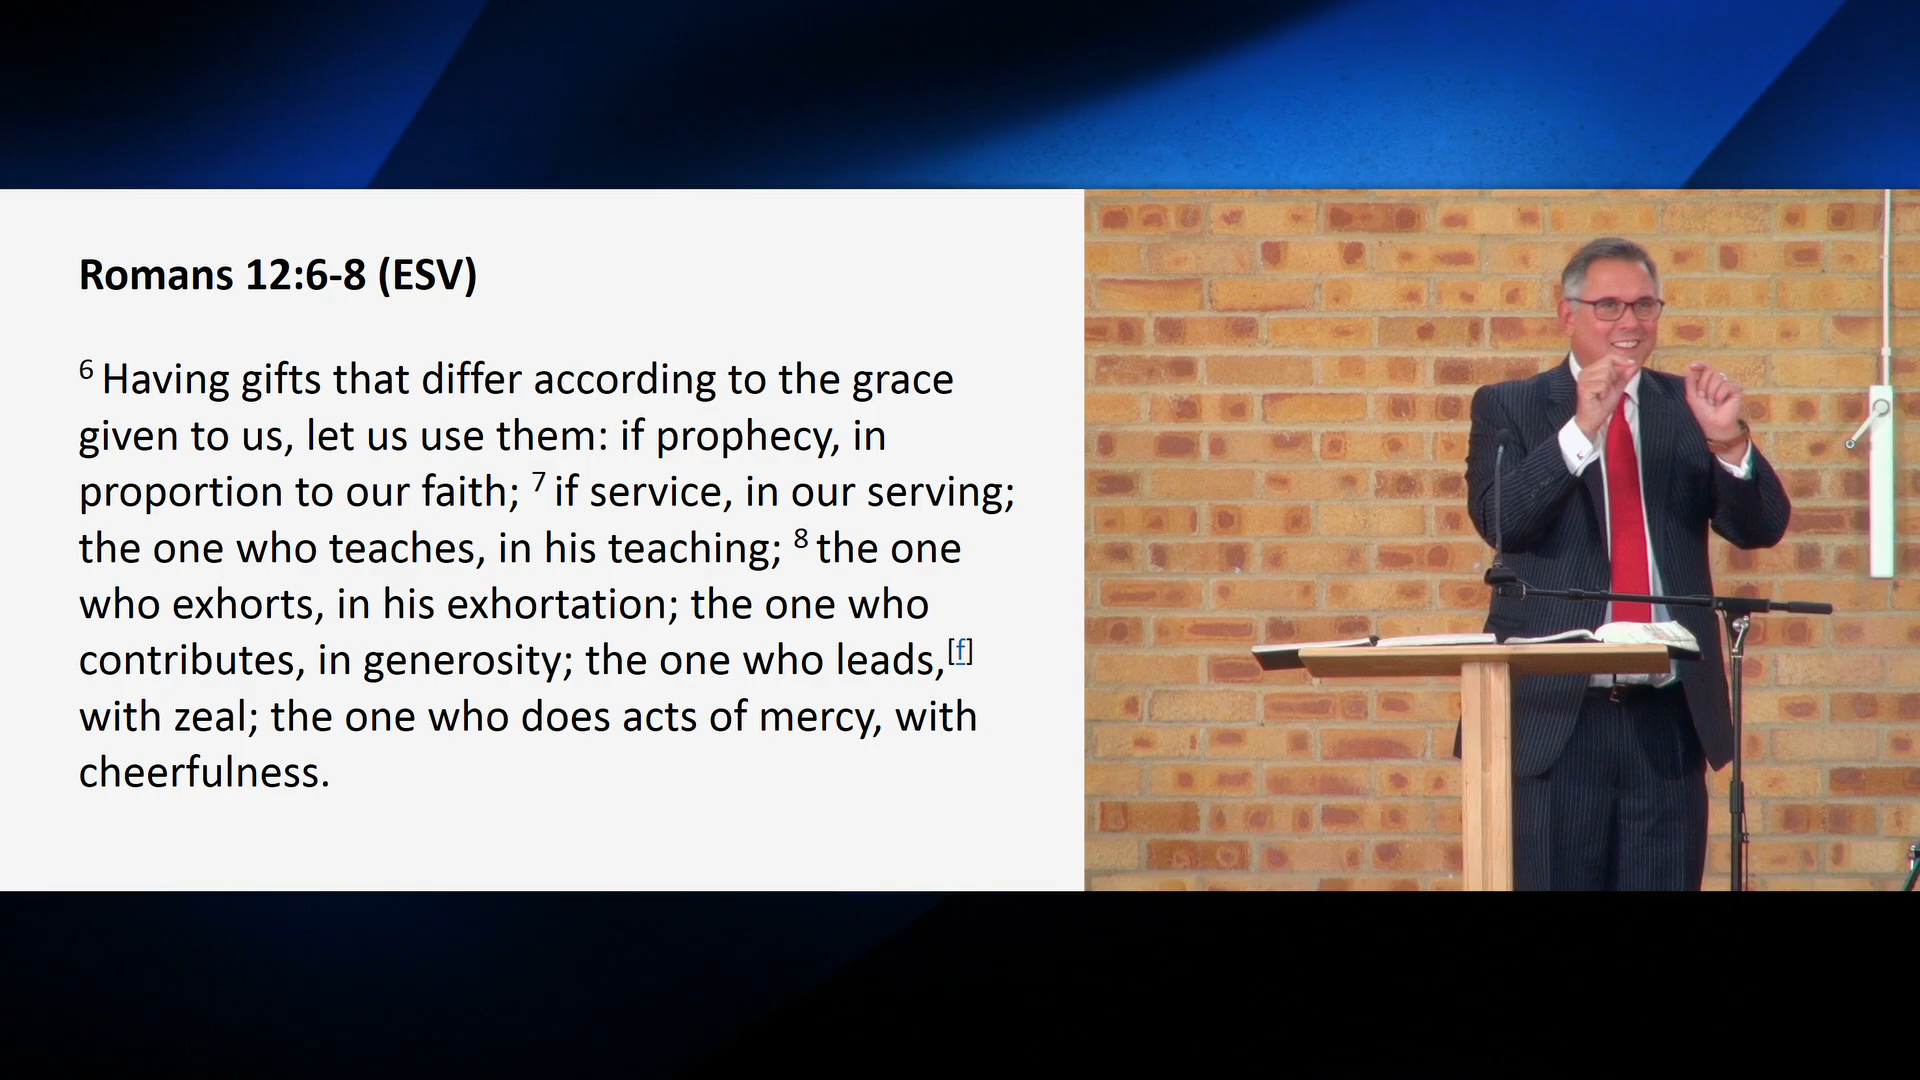 Romans 12:6-8 (ESV)
6 Having gifts that differ according to the grace
given to us, let us use them: if prophecy, in
proportion to our faith; 7 if service, in our serving;
the one who teaches, in his teaching; 8 the one
who exhorts, in his exhortation; the one who
contributes, in generosity; the one who leads,[f]
with zeal; the one who does acts of mercy, with
cheerfulness.